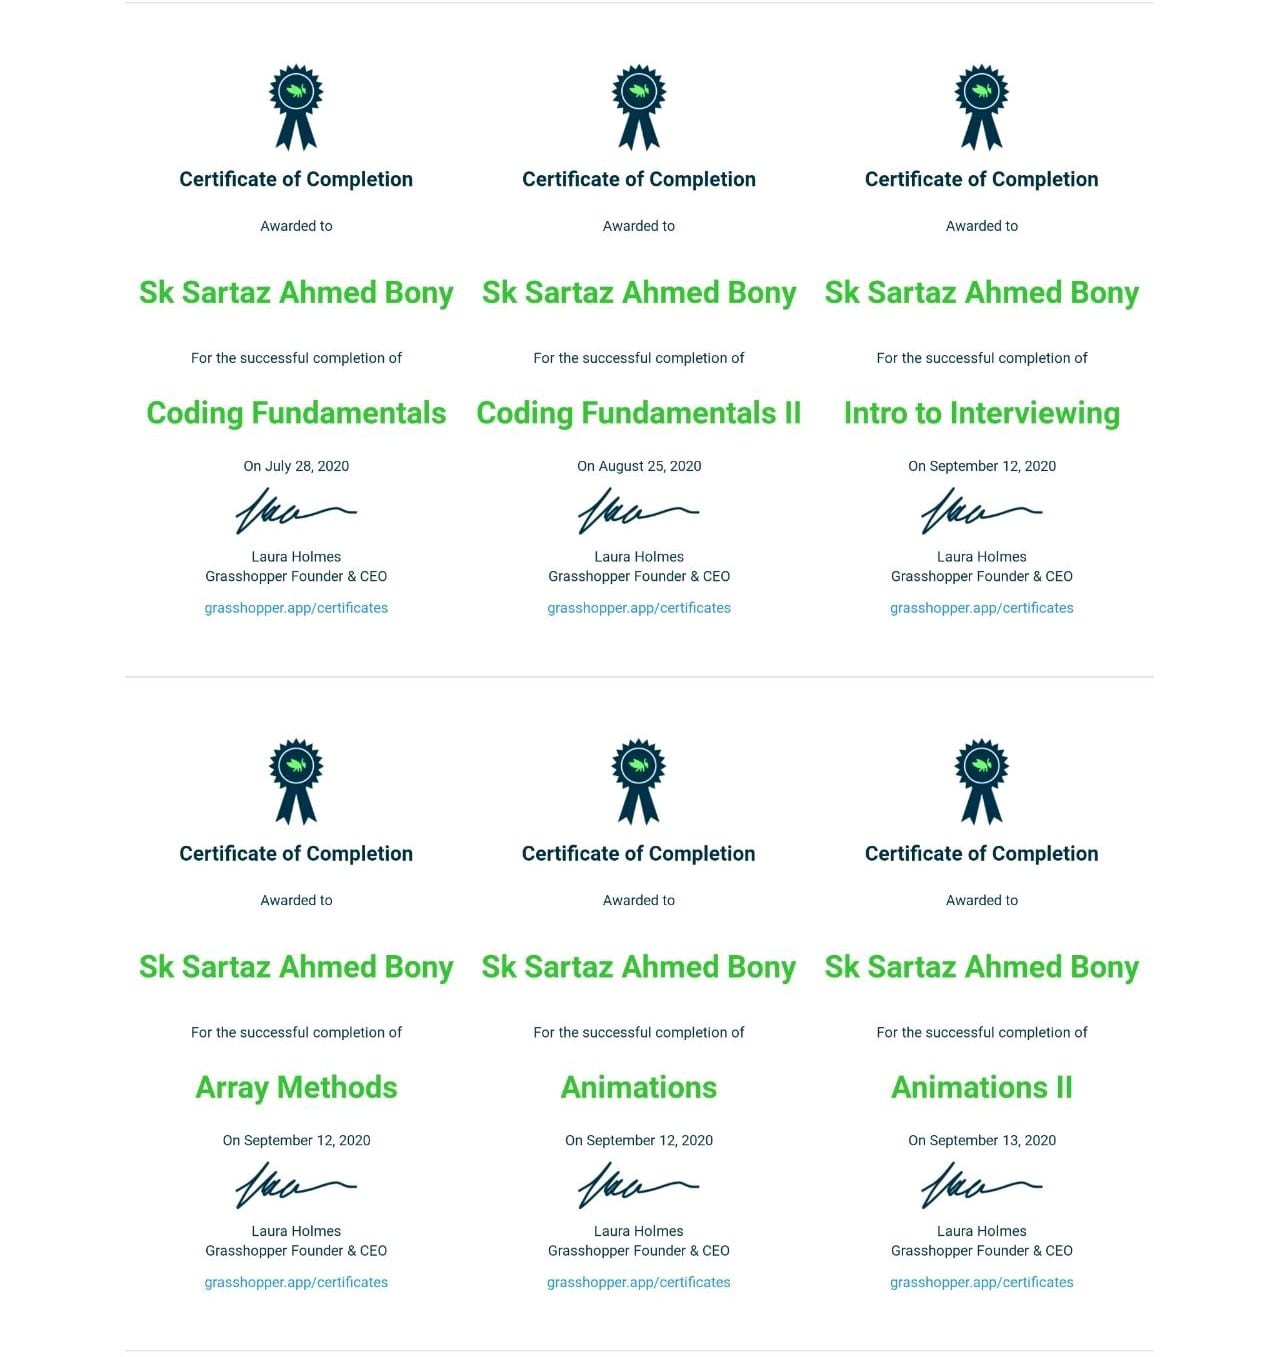 Certificate of Completion
Awarded to
Sk Sartaz Ahmed Bony
For the successful completion of
Coding Fundamentals
On July 28, 2020
Laura Holmes
Grasshopper Founder & CEO
grasshopper.app/certificates
Certificate of Completion
Awarded to
Sk Sartaz Ahmed Bony
For the successful completion of
Coding Fundamentals II
On August 25, 2020
Laura Holmes
Grasshopper Founder & CEO
grasshopper.app/certificates
Certificate of Completion
Awarded to
Sk Sartaz Ahmed Bony
For the successful completion of
Intro to Interviewing
On September 12, 2020
Laura Holmes
Grasshopper Founder & CEO
grasshopper.app/certificates
Certificate of Completion
Awarded to
Sk Sartaz Ahmed Bony
For the successful completion of
Array Methods
On September 12, 2020
Laura Holmes
Grasshopper Founder & CEO
grasshopper.app/certificates
Certificate of Completion
Awarded to
Sk Sartaz Ahmed Bony
For the successful completion of
Animations
On September 12, 2020
Laura Holmes
Grasshopper Founder & CEO
grasshopper.app/certificates
Certificate of Completion
Awarded to
Sk Sartaz Ahmed Bony
For the successful completion of
Animations II
On September 13, 2020
Laura Holmes
Grasshopper Founder & CEO
grasshopper.app/certificates